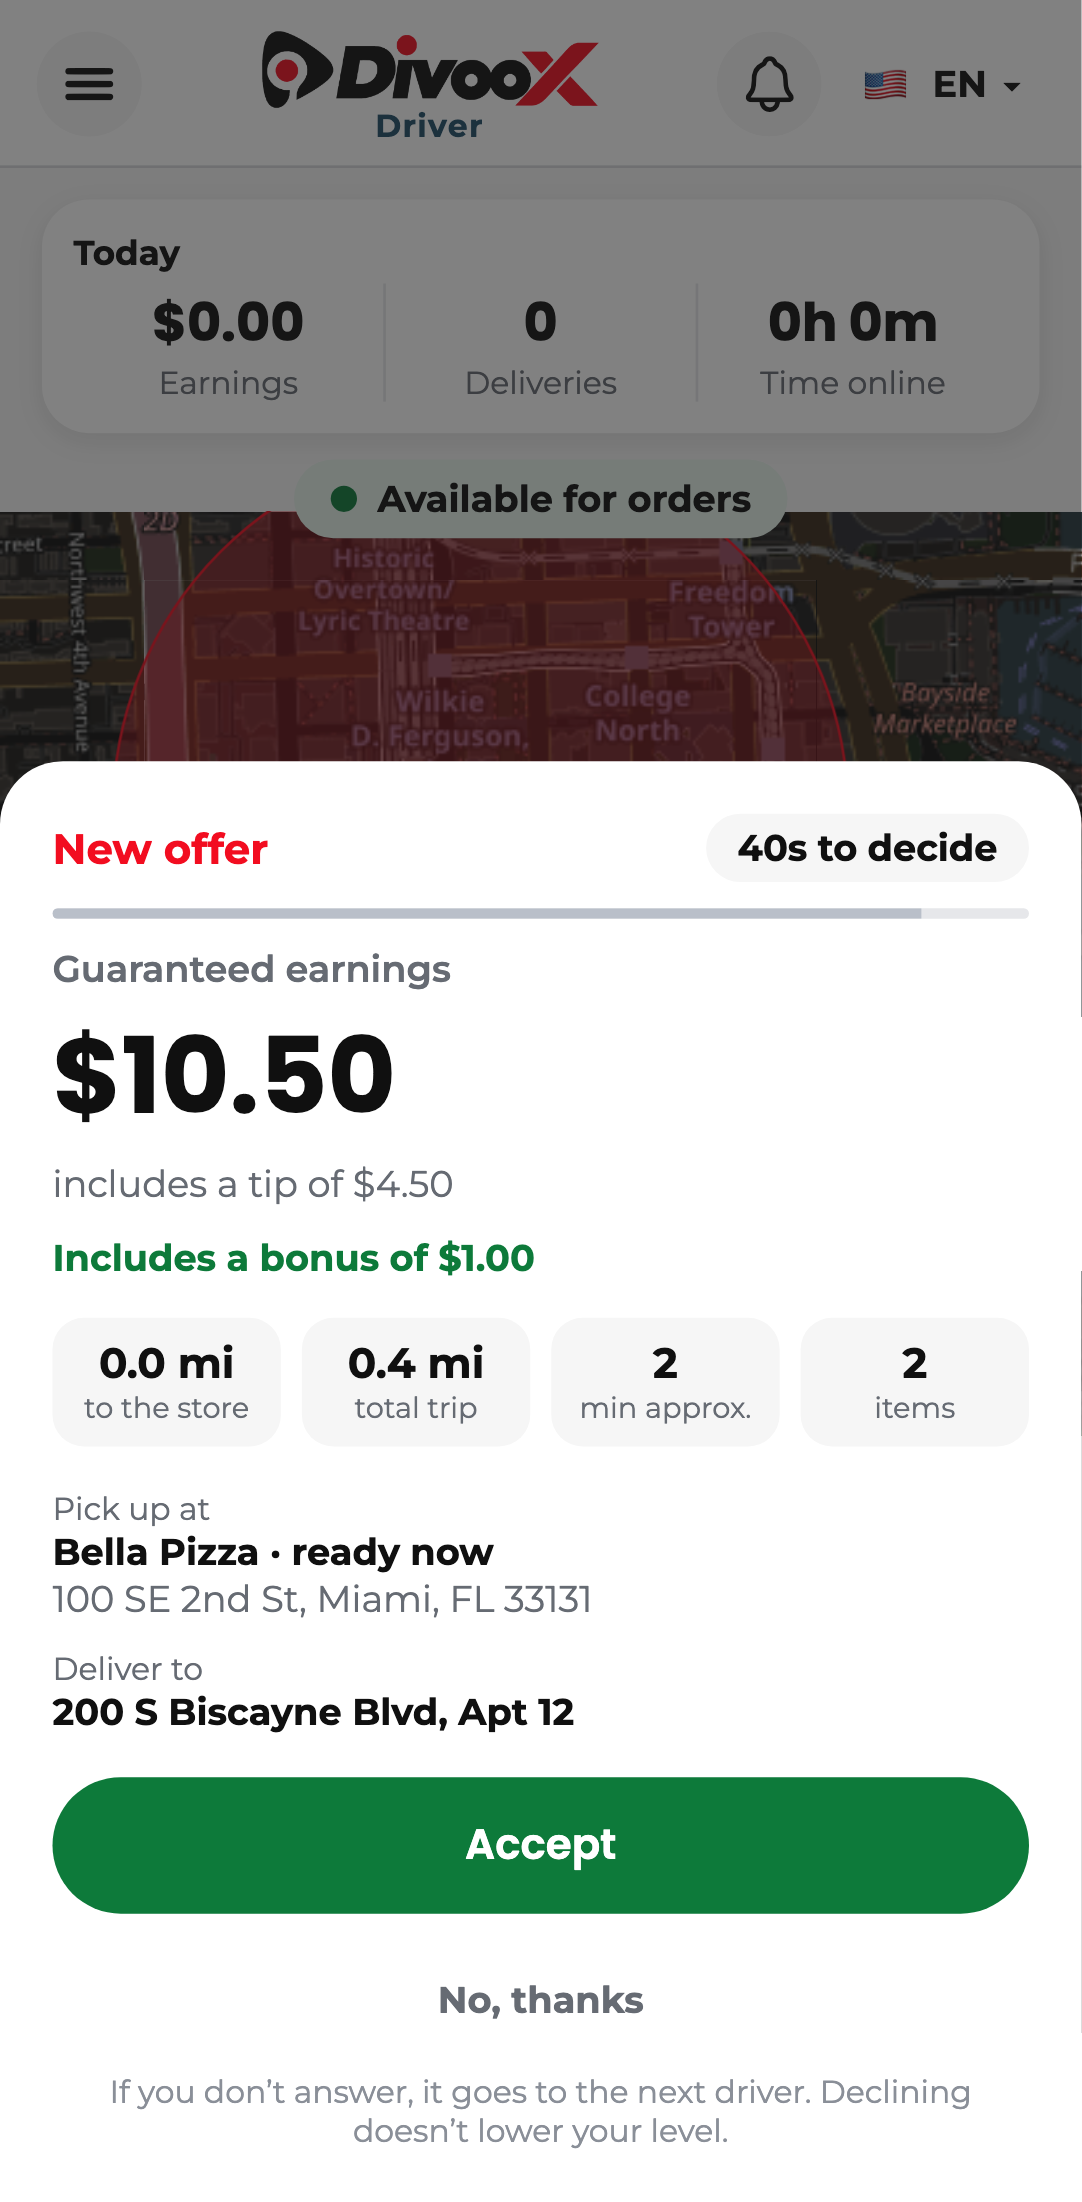 DivooX
Driver
EN
Today
$0.00
Earnings
0
Deliveries
0h 0m
Time online
Available for orders
2D
reet
Northwest 4th Avenue
Historic
Overtown/
Lyric Theatre
Freedom
Tower
Wilkie
D. Ferguson,
College
North
Bayside
Marketplace
New offer
40s to decide
Guaranteed earnings
$10.50
includes a tip of $4.50
Includes a bonus of $1.00
0.0 mi
to the store
0.4 mi
total trip
2
min approx.
2
items
Pick up at
Bella Pizza · ready now
100 SE 2nd St, Miami, FL 33131
Deliver to
200 S Biscayne Blvd, Apt 12
Accept
No, thanks
If you don’t answer, it goes to the next driver. Declining
doesn’t lower your level.